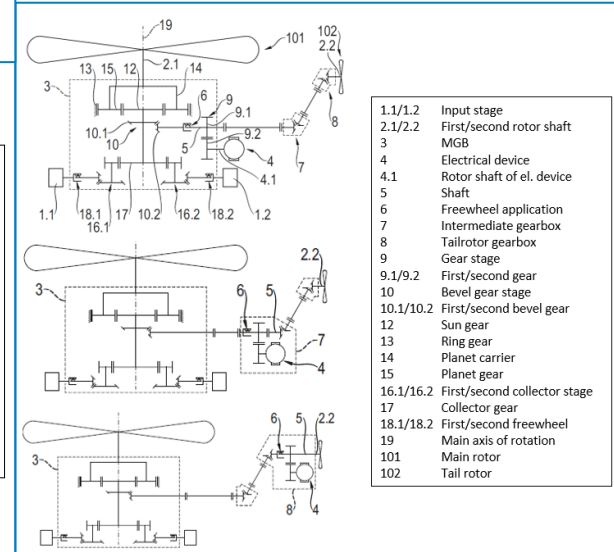 19
102
2.2
101
13 15 12 2.1 14
3
6 9
9.1
8
10.1
10
5
9.2
4
7
4.1
1.1 18.1 17 10.2 16.2 18.2 1.2
16.1
2.2
3
6 5
7
4
6 5 2.2
3
8 4
1.1/1.2 Input stage
2.1/2.2 First/second rotor shaft
3 MGB
4 Electrical device
4.1 Rotor shaft of el. device
5 Shaft
6 Freewheel application
7 Intermediate gearbox
8 Tailrotor gearbox
9 Gear stage
9.1/9.2 First/second gear
10 Bevel gear stage
10.1/10.2 First/second bevel gear
12 Sun gear
13 Ring gear
14 Planet carrier
15 Planet gear
16.1/16.2 First/second collector stage
17 Collector gear
18.1/18.2 First/second freewheel
19 Main axis of rotation
101 Main rotor
102 Tail rotor